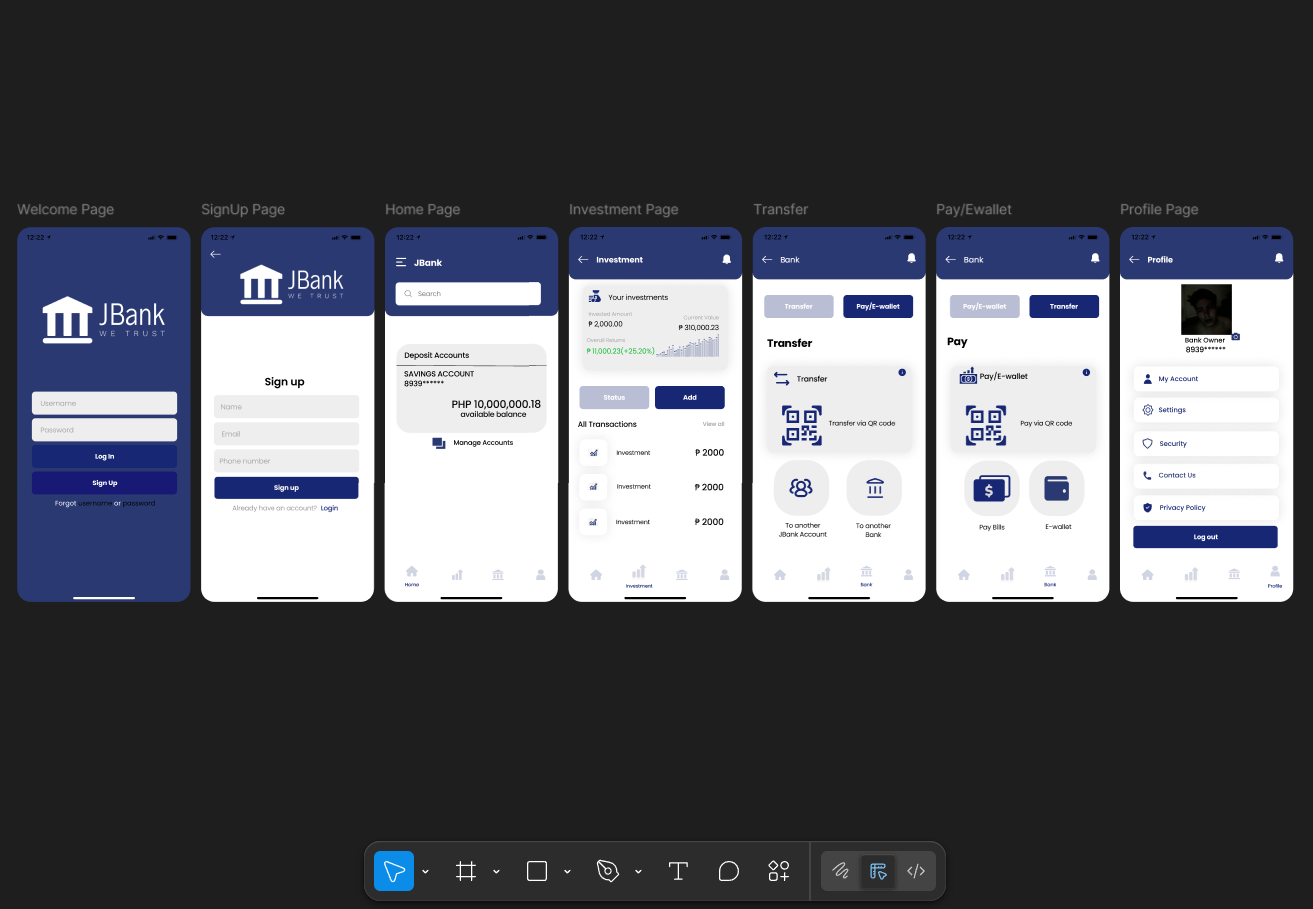 Welcome Page
12:22
JBank
WE TRUST
Username
Password
Log In
Sign Up
Forgot username or password
SignUp Page
12:22
JBank
WE TRUST
Sign up
Name
Email
Phone number
Sign up
Already have an account? Login
Home Page
12:22
JBank
Search
Deposit Accounts
SAVINGS ACCOUNT
8939******
PHP 10,000,000.18
available balance
Manage Accounts
Home
Investment Page
12:22
Investment
Your investments
Invested Amount
Current Value
₱ 2,000.00
₱ 310,000.23
Overall Returns
₱ 11,000.23(+25.20%)
Status
Add
All Transactions
View all
Investment
₱ 2000
Investment
₱ 2000
Investment
₱ 2000
Investment
Transfer
12:22
Bank
Transfer
Pay/E-wallet
Transfer
Transfer
Transfer via QR code
To another
JBank Account
To another
Bank
Bank
Pay/Ewallet
12:22
Bank
Pay/E-wallet
Transfer
Pay
Pay/E-wallet
Pay via QR code
$
Pay Bills
E-wallet
Bank
Profile Page
12:22
Profile
Bank Owner
8939******
My Account
Settings
Security
Contact Us
Privacy Policy
Log out
Profile